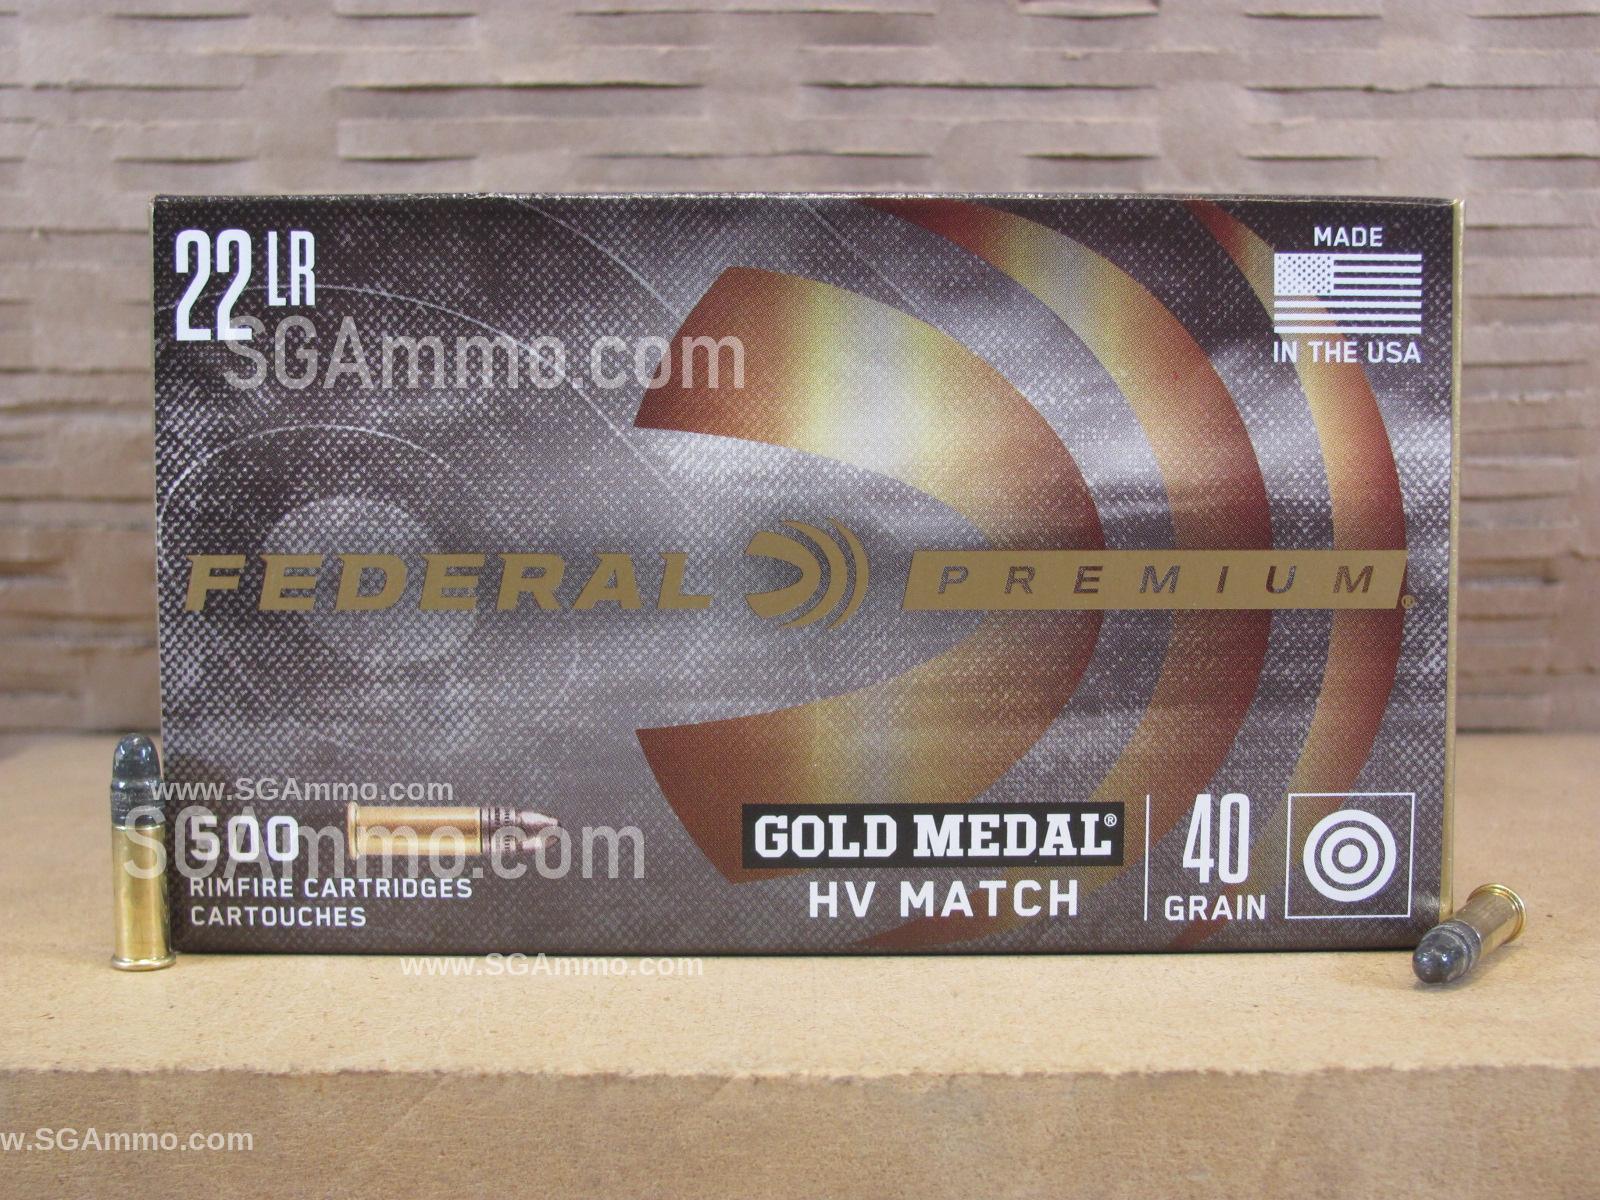 22 LR
MADE
IN THE USA
SGAmmo.com
FEDERAL PREMIUM®
www.SGAmmo.com
SGAmmo.com
500
RIMFIRE CARTRIDGES
CARTOUCHES
GOLD MEDAL®
HV MATCH
40
GRAIN
www.SGAmmo.com
w.SGAmmo.com